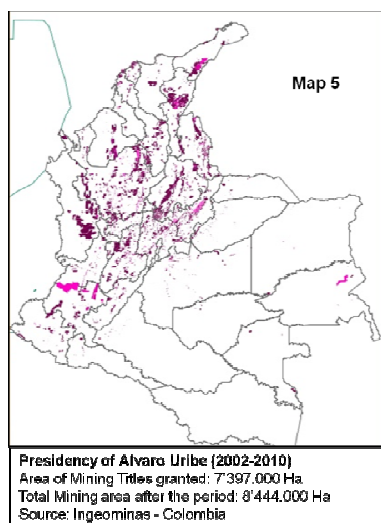 Map 5
Presidency of Alvaro Uribe (2002-2010)
Area of Mining Titles granted: 7'397.000 Ha
Total Mining area after the period: 8'444.000 Ha
Source: Ingeominas - Colombia